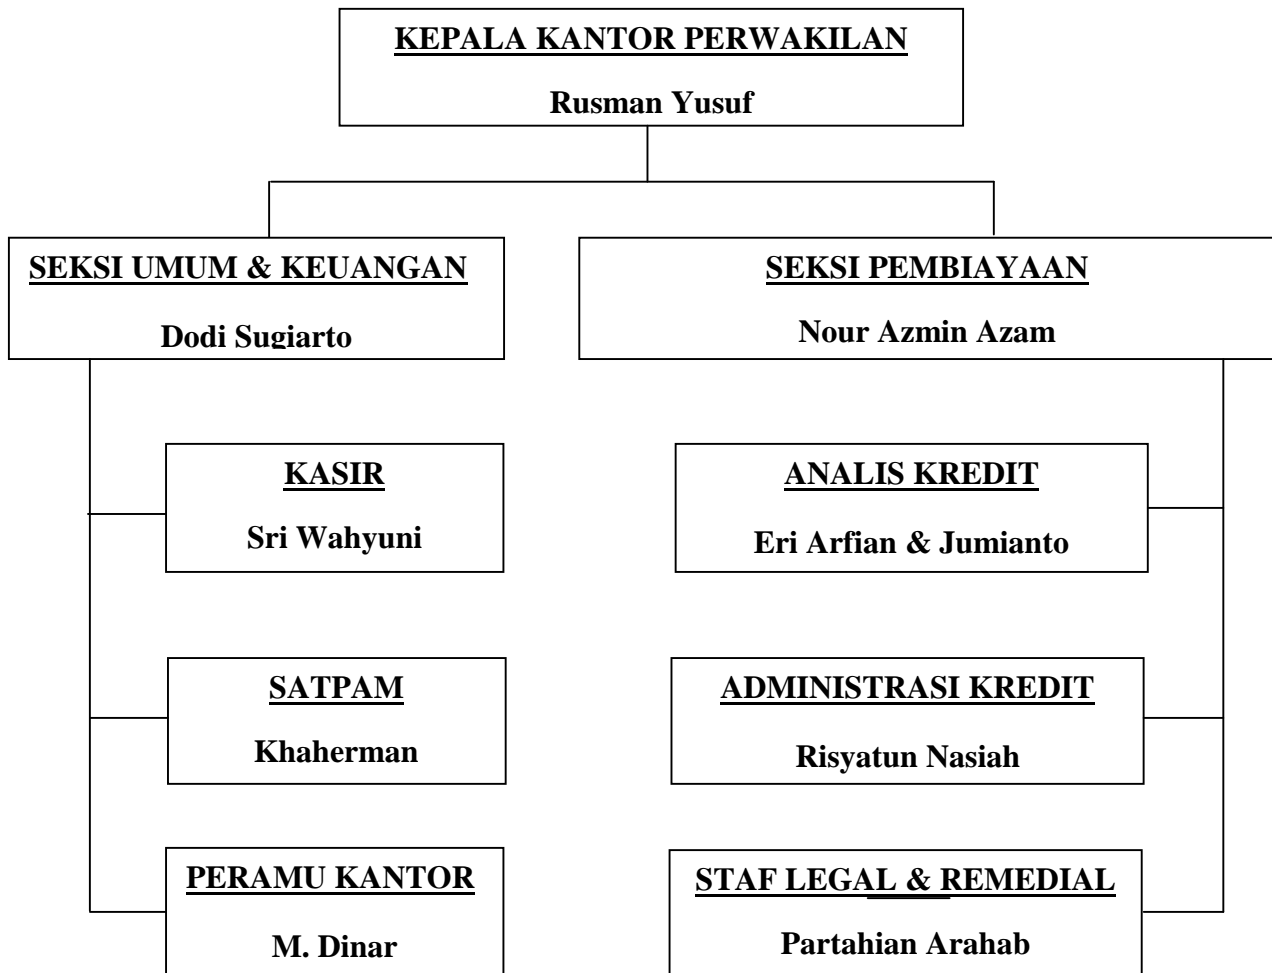 KEPALA KANTOR PERWAKILAN
Rusman Yusuf
SEKSI UMUM & KEUANGAN
Dodi Sugiarto
SEKSI PEMBIAYAAN
Nour Azmin Azam
KASIR
Sri Wahyuni
ANALIS KREDIT
Eri Arfian & Jumianto
SATPAM
Khaherman
ADMINISTRASI KREDIT
Risyatun Nasiah
PERAMU KANTOR
M. Dinar
STAF LEGAL & REMEDIAL
Partahian Arahab